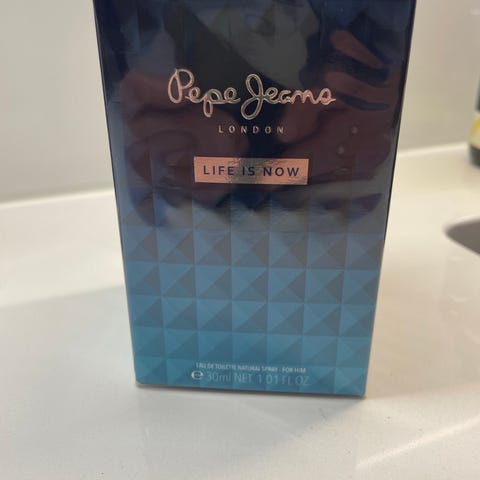 Pepe Jeans
LONDON
LIFE IS NOW
EAU DE TOILETTE NATURAL SPRAY · FOR HIM
℮ 30ml NET 1.01 FL OZ